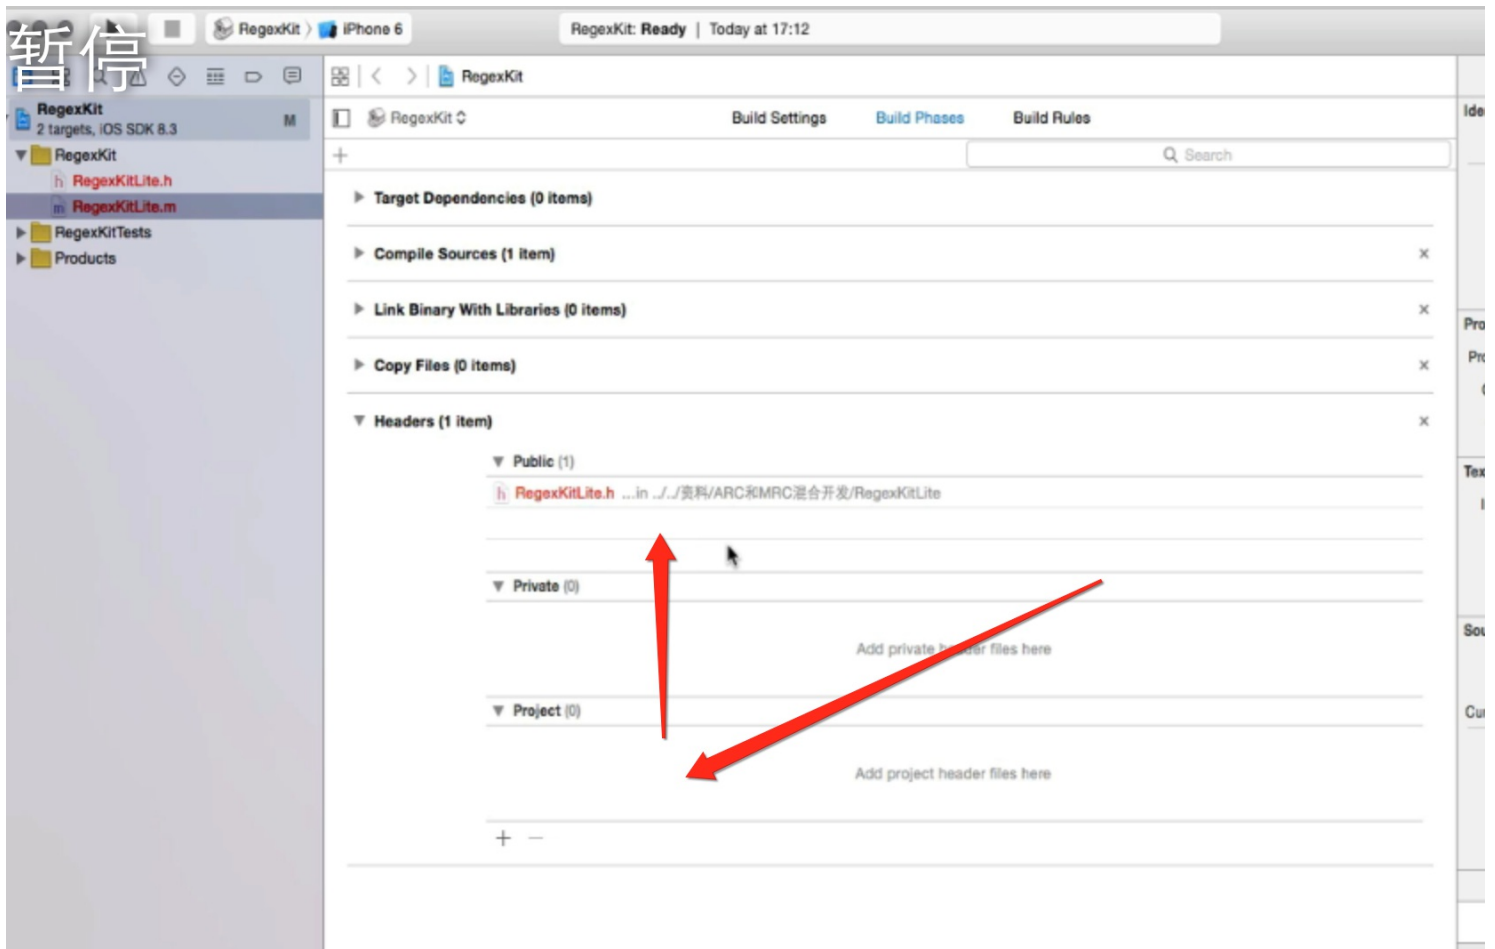 暂停
RegexKit
iPhone 6
RegexKit: Ready | Today at 17:12
RegexKit
RegexKit
2 targets, iOS SDK 8.3
M
RegexKit
RegexKitLite.h
RegexKitLite.m
RegexKitTests
Products
RegexKit
Build Settings
Build Phases
Build Rules
Search
Target Dependencies (0 items)
Compile Sources (1 item)
Link Binary With Libraries (0 items)
Copy Files (0 items)
Headers (1 item)
Public (1)
h RegexKitLite.h ...in ../../资料/ARC和MRC混合开发/RegexKitLite
Private (0)
Add private header files here
Project (0)
Add project header files here